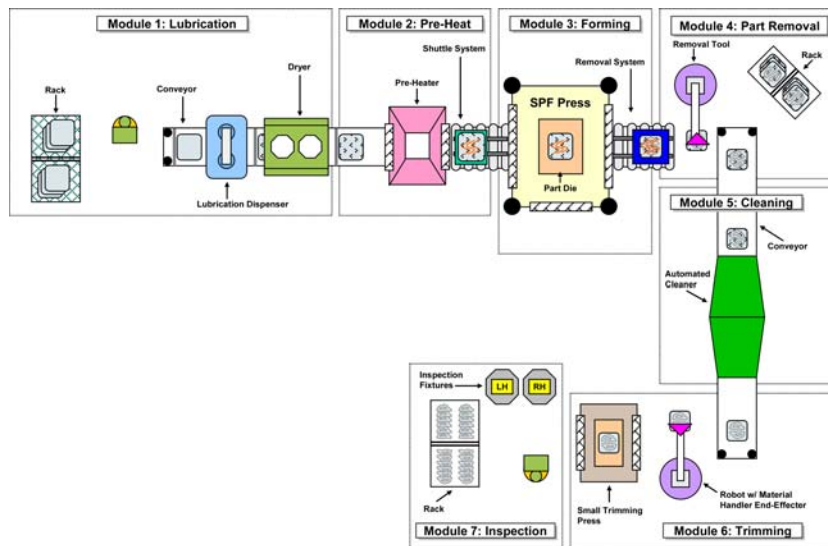 Module 1: Lubrication
Rack
Conveyor
Dryer
Lubrication Dispenser
Module 2: Pre-Heat
Shuttle System
Pre-Heater
Module 3: Forming
Removal System
SPF Press
Part Die
Module 4: Part Removal
Removal Tool
Rack
Module 5: Cleaning
Conveyor
Automated
Cleaner
Inspection
Fixtures
LH
RH
Rack
Module 7: Inspection
Small Trimming
Press
Robot w/ Material
Handler End-Effecter
Module 6: Trimming